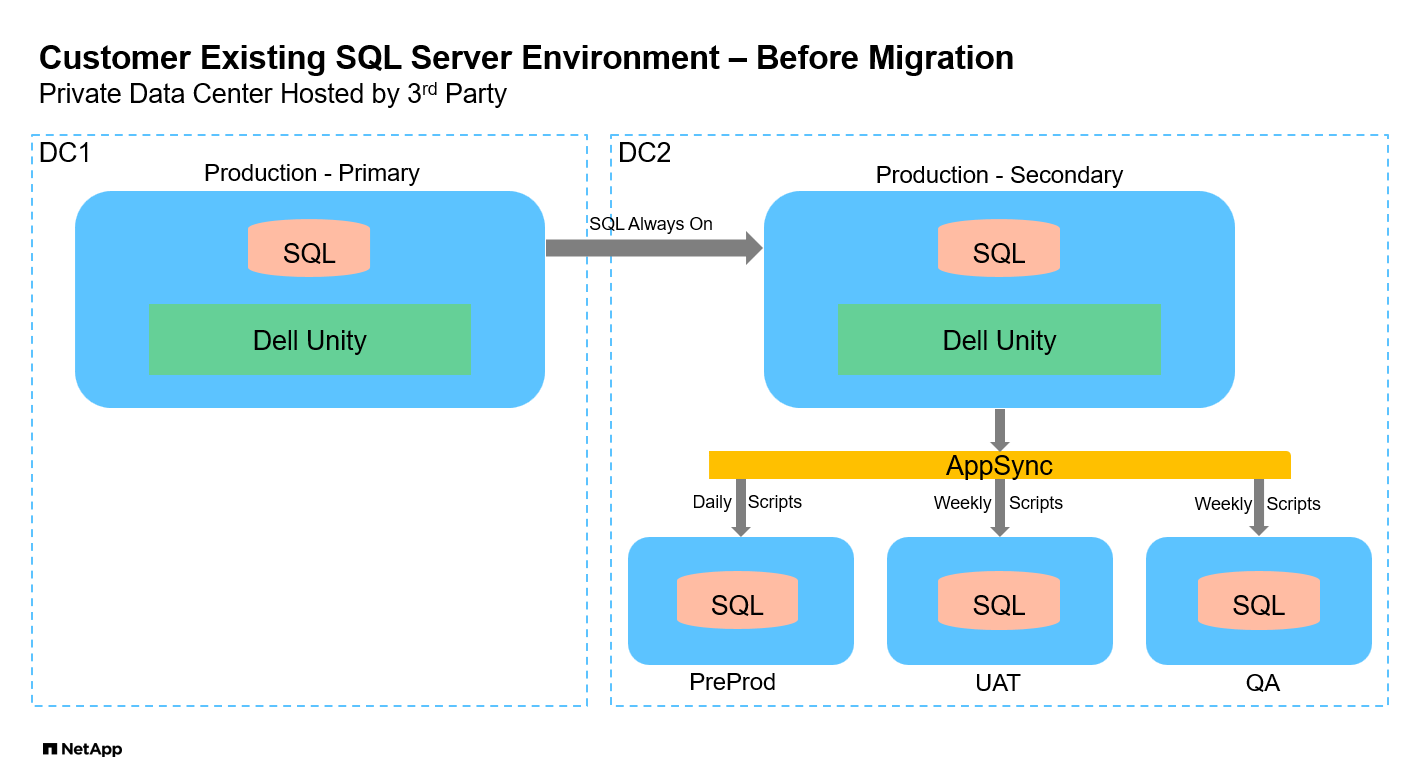 Customer Existing SQL Server Environment – Before Migration
Private Data Center Hosted by 3rd Party
DC1
Production - Primary
SQL
Dell Unity
SQL Always On
DC2
Production - Secondary
SQL
Dell Unity
AppSync
Daily Scripts
Weekly Scripts
Weekly Scripts
SQL
SQL
SQL
PreProd
UAT
QA
NetApp